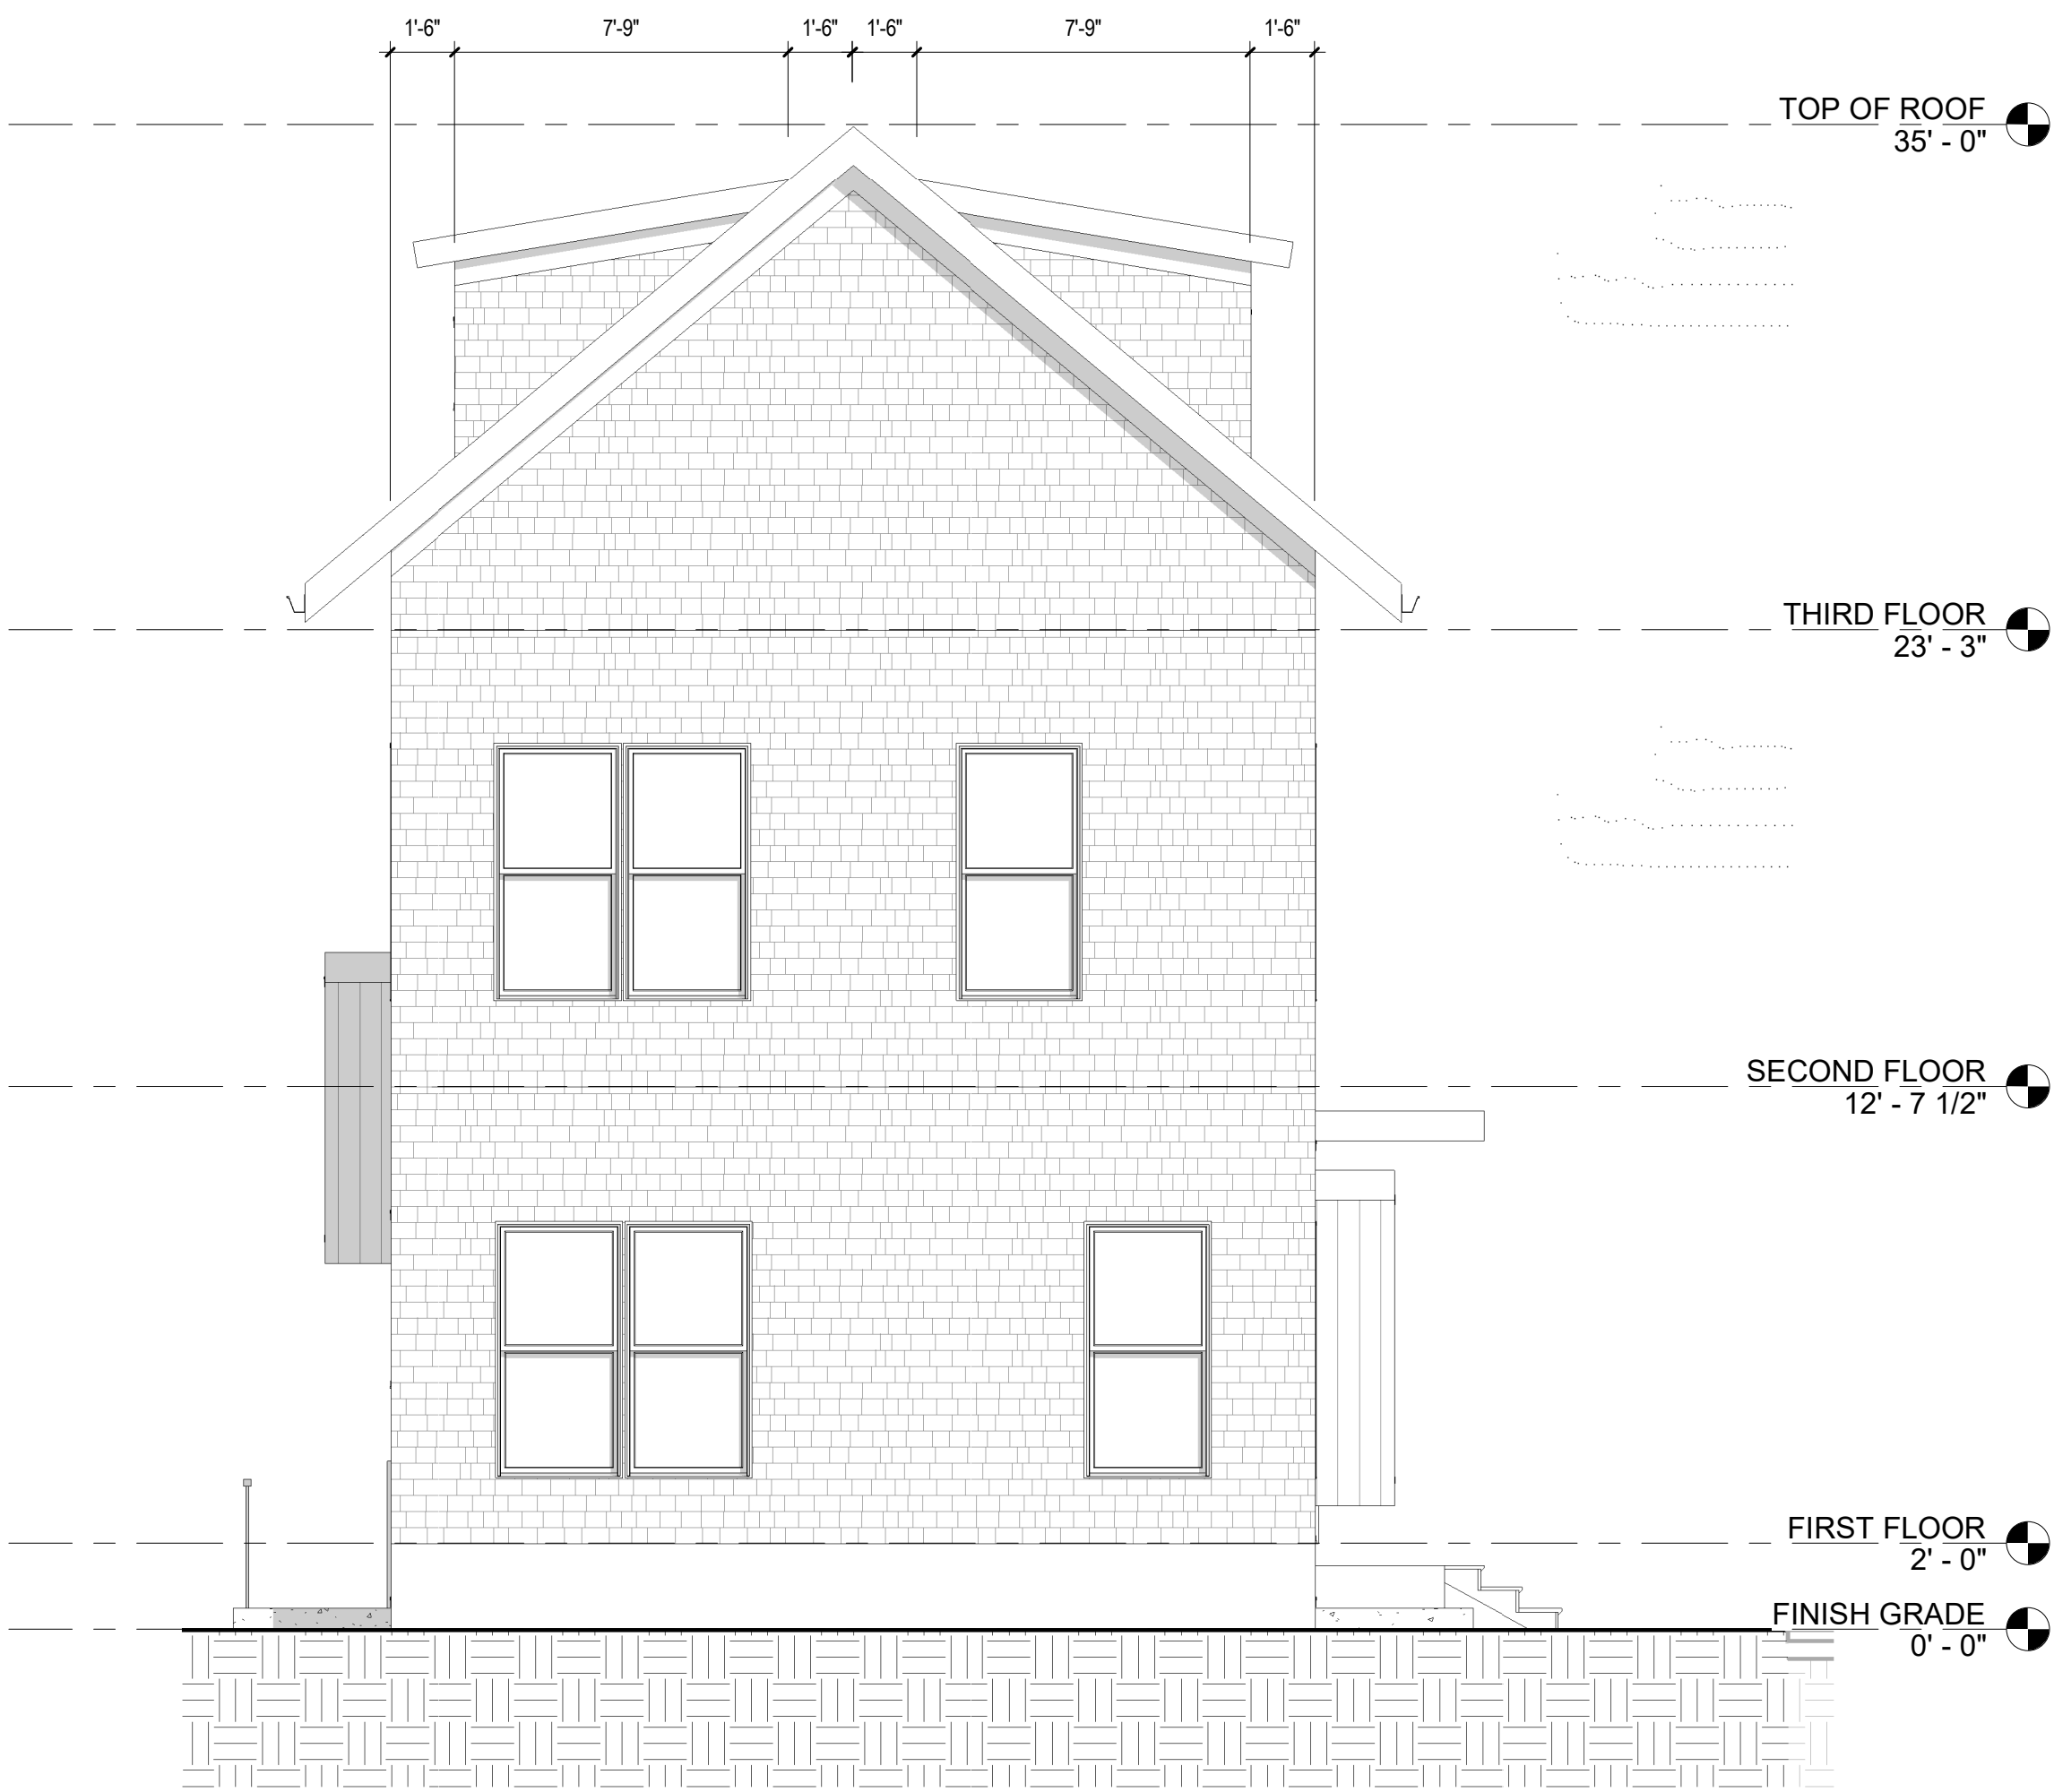 1'-6" 7'-9" 1'-6" 1'-6" 7'-9" 1'-6"
TOP OF ROOF
35' - 0"
THIRD FLOOR
23' - 3"
SECOND FLOOR
12' - 7 1/2"
FIRST FLOOR
2' - 0"
FINISH GRADE
0' - 0"